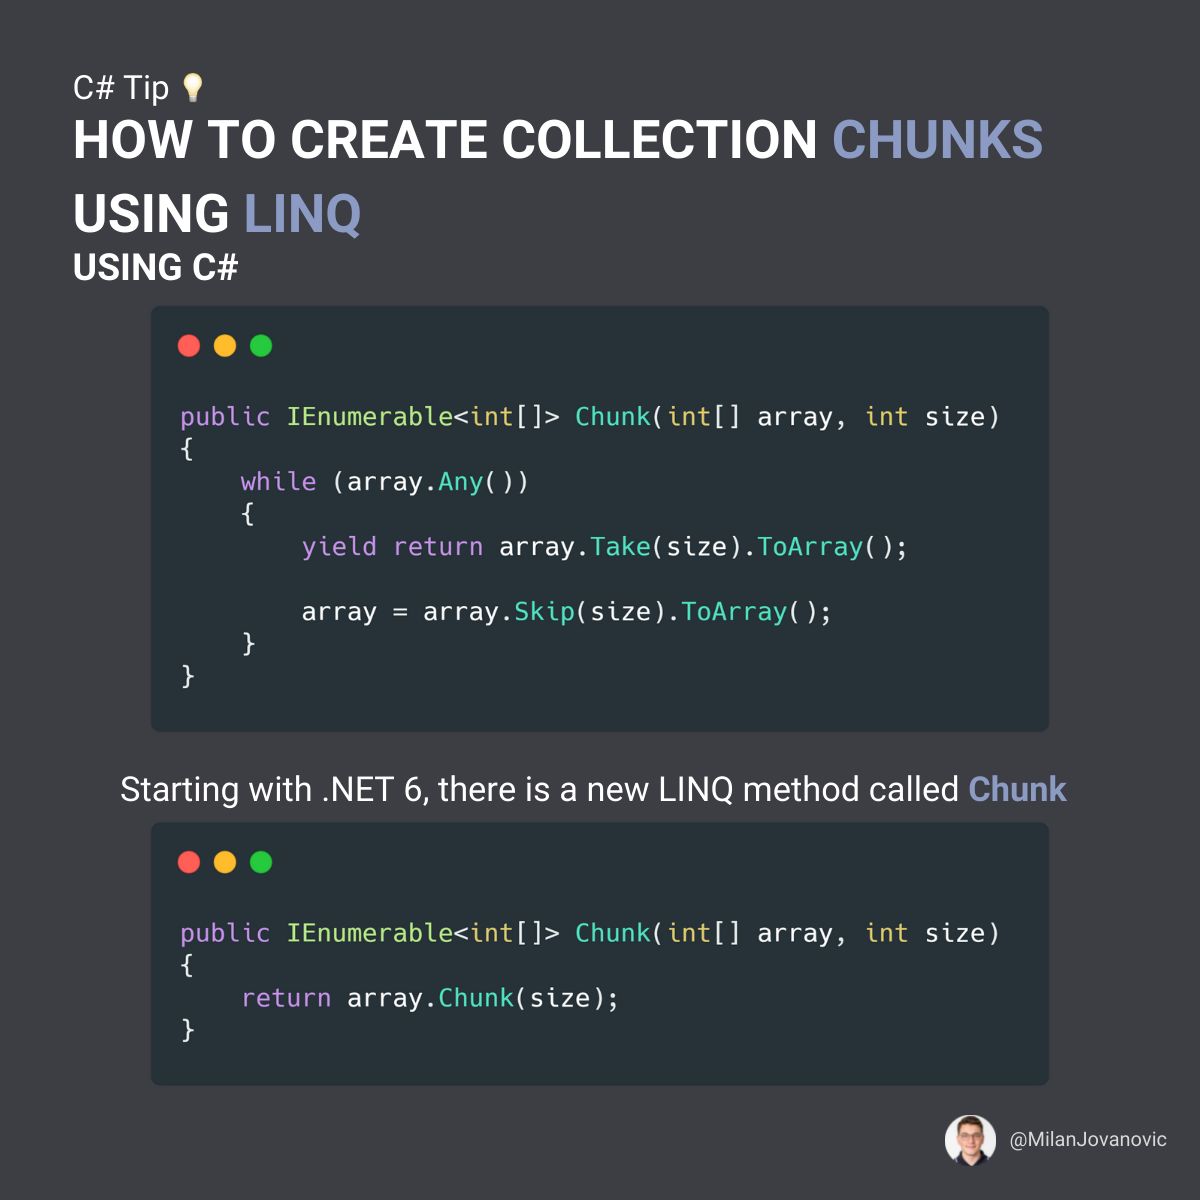 C# Tip 💡
HOW TO CREATE COLLECTION CHUNKS
USING LINQ
USING C#
public IEnumerable<int[]> Chunk(int[] array, int size)
{
    while (array.Any())
    {
        yield return array.Take(size).ToArray();
        array = array.Skip(size).ToArray();
    }
}
Starting with .NET 6, there is a new LINQ method called Chunk
public IEnumerable<int[]> Chunk(int[] array, int size)
{
    return array.Chunk(size);
}
@MilanJovanovic